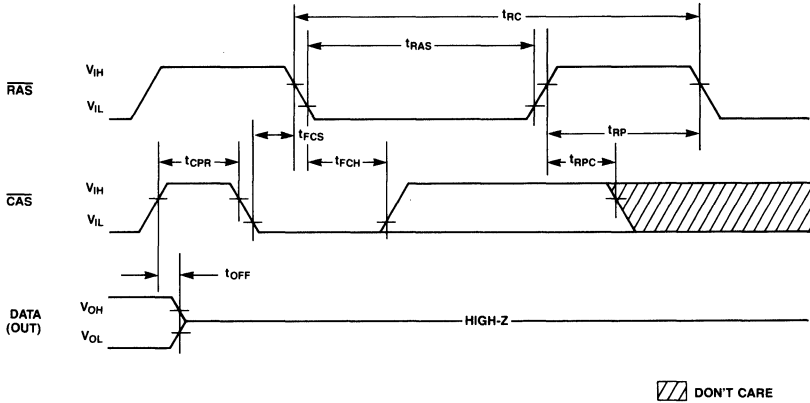 tRC
tRAS
RAS
VIH
VIL
tFCS
tRP
tCPR
tFCH
tRPC
CAS
VIH
VIL
tOFF
DATA
(OUT)
VOH
VOL
HIGH-Z
DON'T CARE